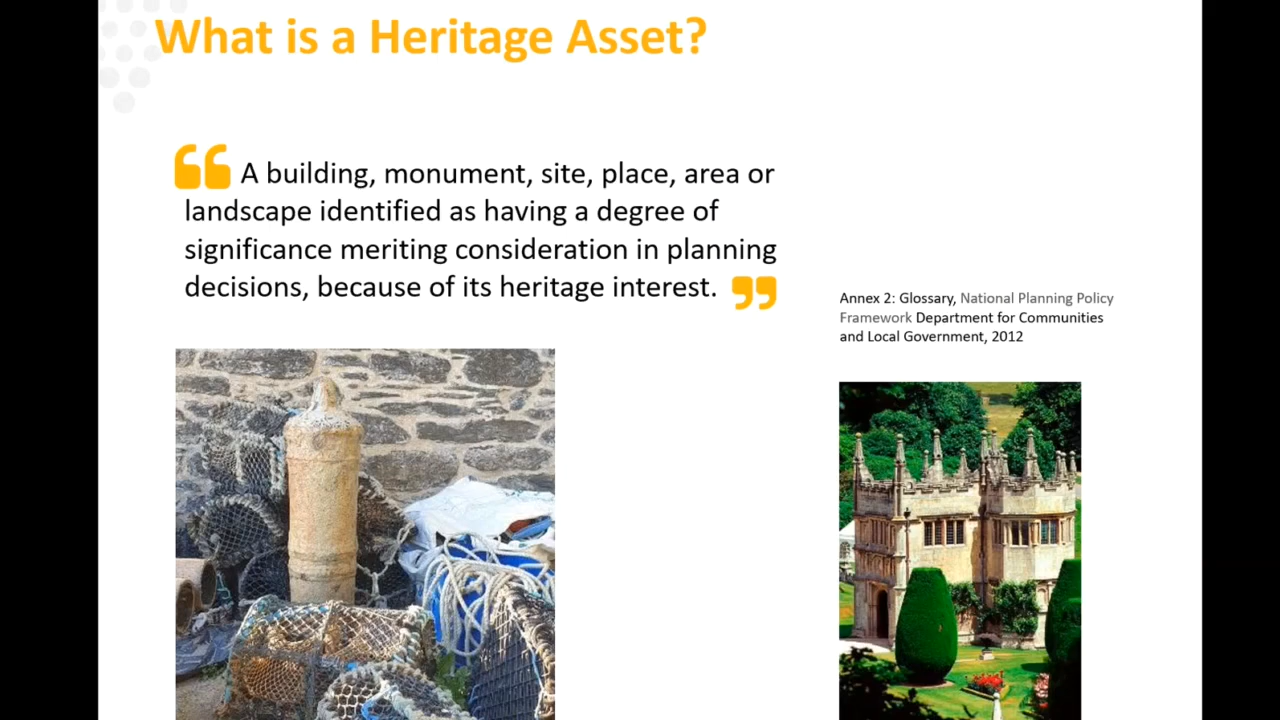 What is a Heritage Asset?
“ A building, monument, site, place, area or
landscape identified as having a degree of
significance meriting consideration in planning
decisions, because of its heritage interest. ”
Annex 2: Glossary, National Planning Policy
Framework Department for Communities
and Local Government, 2012